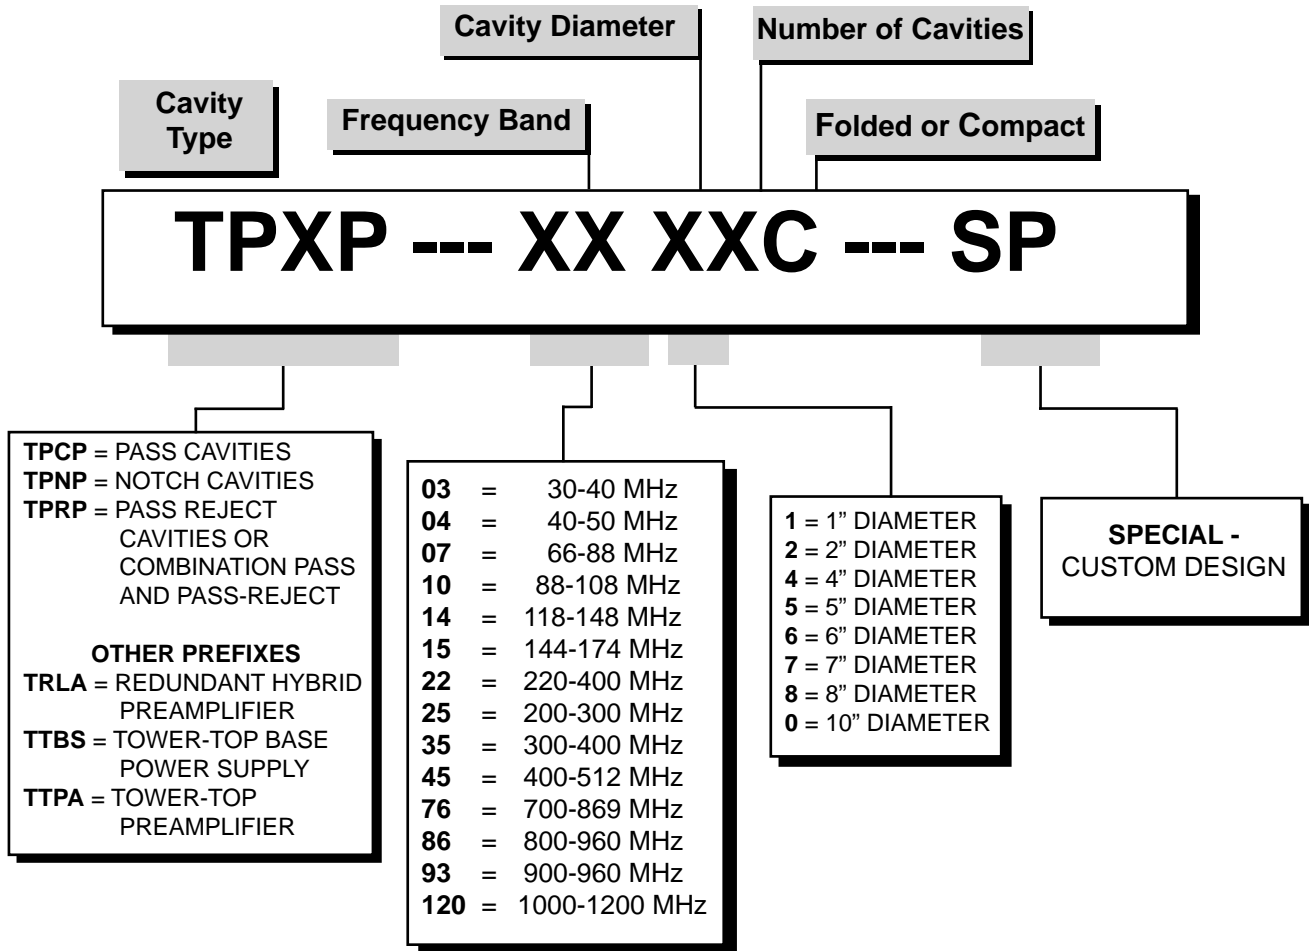 Cavity Diameter
Number of Cavities
Cavity
Type
Frequency Band
Folded or Compact
TPXP --- XX XXC --- SP
TPCP = PASS CAVITIES
TPNP = NOTCH CAVITIES
TPRP = PASS REJECT
CAVITIES OR
COMBINATION PASS
AND PASS-REJECT
OTHER PREFIXES
TRLA = REDUNDANT HYBRID
PREAMPLIFIER
TTBS = TOWER-TOP BASE
POWER SUPPLY
TTPA = TOWER-TOP
PREAMPLIFIER
03 = 30-40 MHz
04 = 40-50 MHz
07 = 66-88 MHz
10 = 88-108 MHz
14 = 118-148 MHz
15 = 144-174 MHz
22 = 220-400 MHz
25 = 200-300 MHz
35 = 300-400 MHz
45 = 400-512 MHz
76 = 700-869 MHz
86 = 800-960 MHz
93 = 900-960 MHz
120 = 1000-1200 MHz
1 = 1” DIAMETER
2 = 2” DIAMETER
4 = 4” DIAMETER
5 = 5” DIAMETER
6 = 6” DIAMETER
7 = 7” DIAMETER
8 = 8” DIAMETER
0 = 10” DIAMETER
SPECIAL -
CUSTOM DESIGN